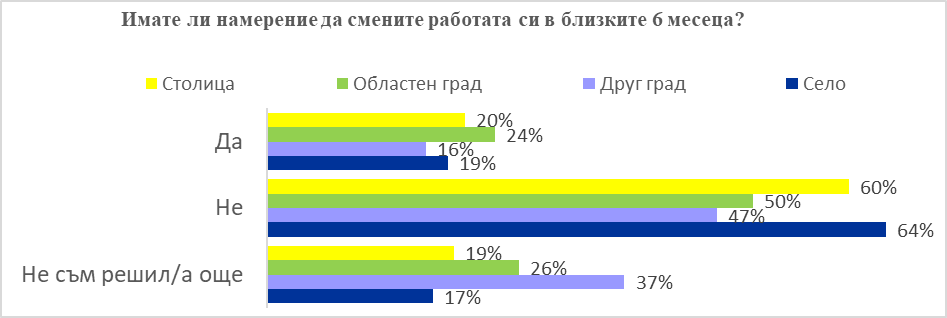 Имате ли намерение да смените работата си в близките 6 месеца?
Столица Областен град Друг град Село
Да
20%
24%
16%
19%
Не
60%
50%
47%
64%
Не съм решил/а още
19%
26%
37%
17%